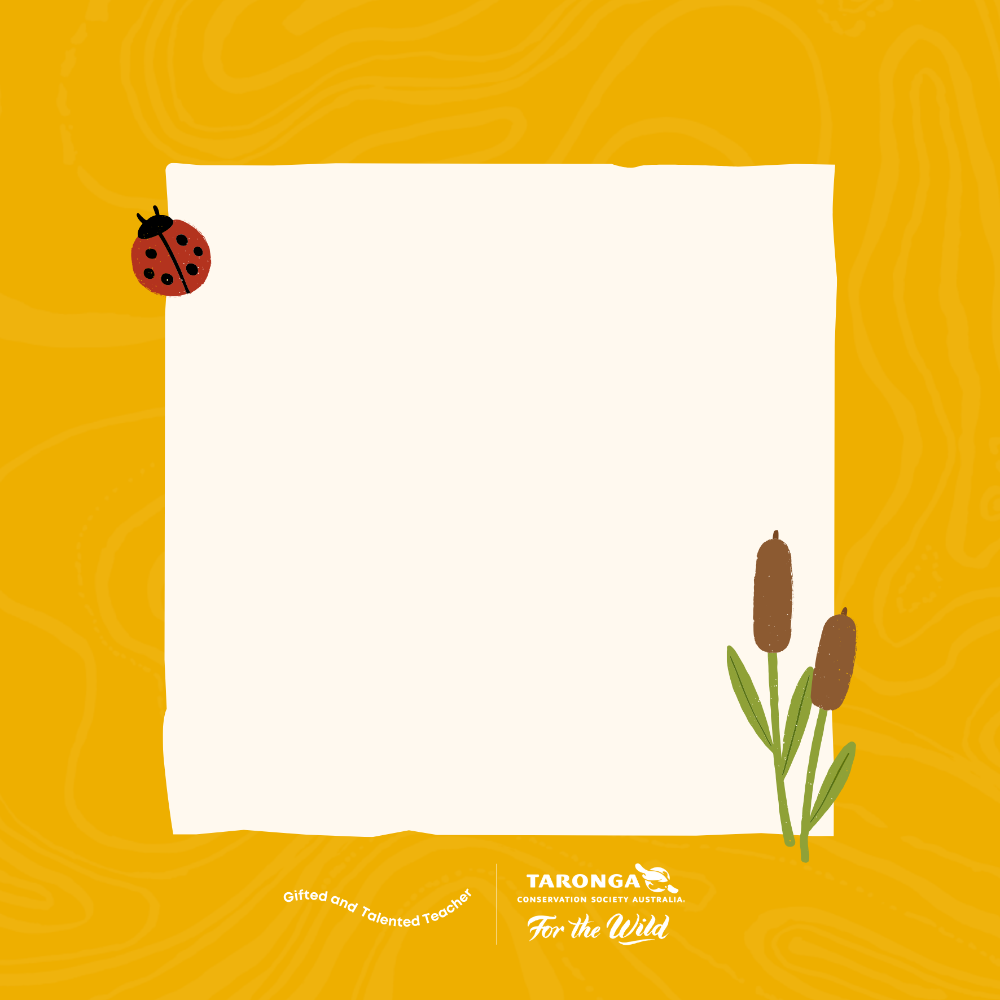 Gifted and Talented Teacher
TARONGA
CONSERVATION SOCIETY AUSTRALIA®
For the Wild